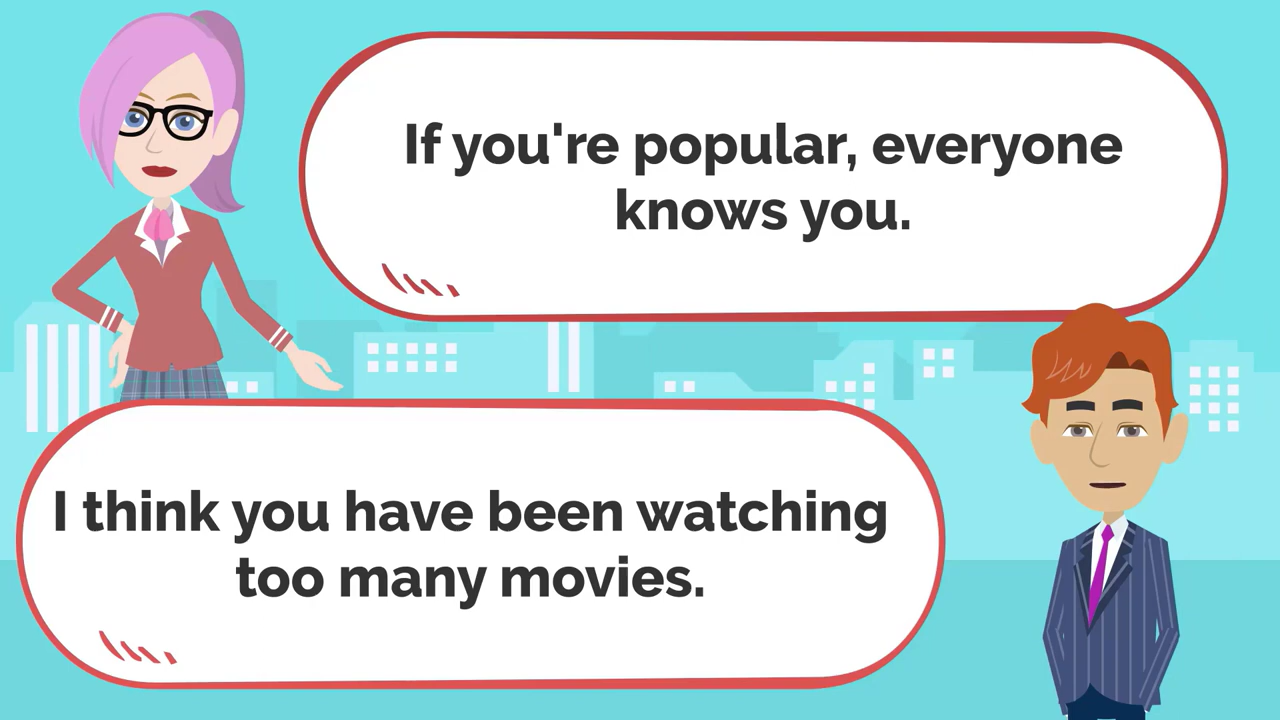 If you're popular, everyone
knows you.
I think you have been watching
too many movies.